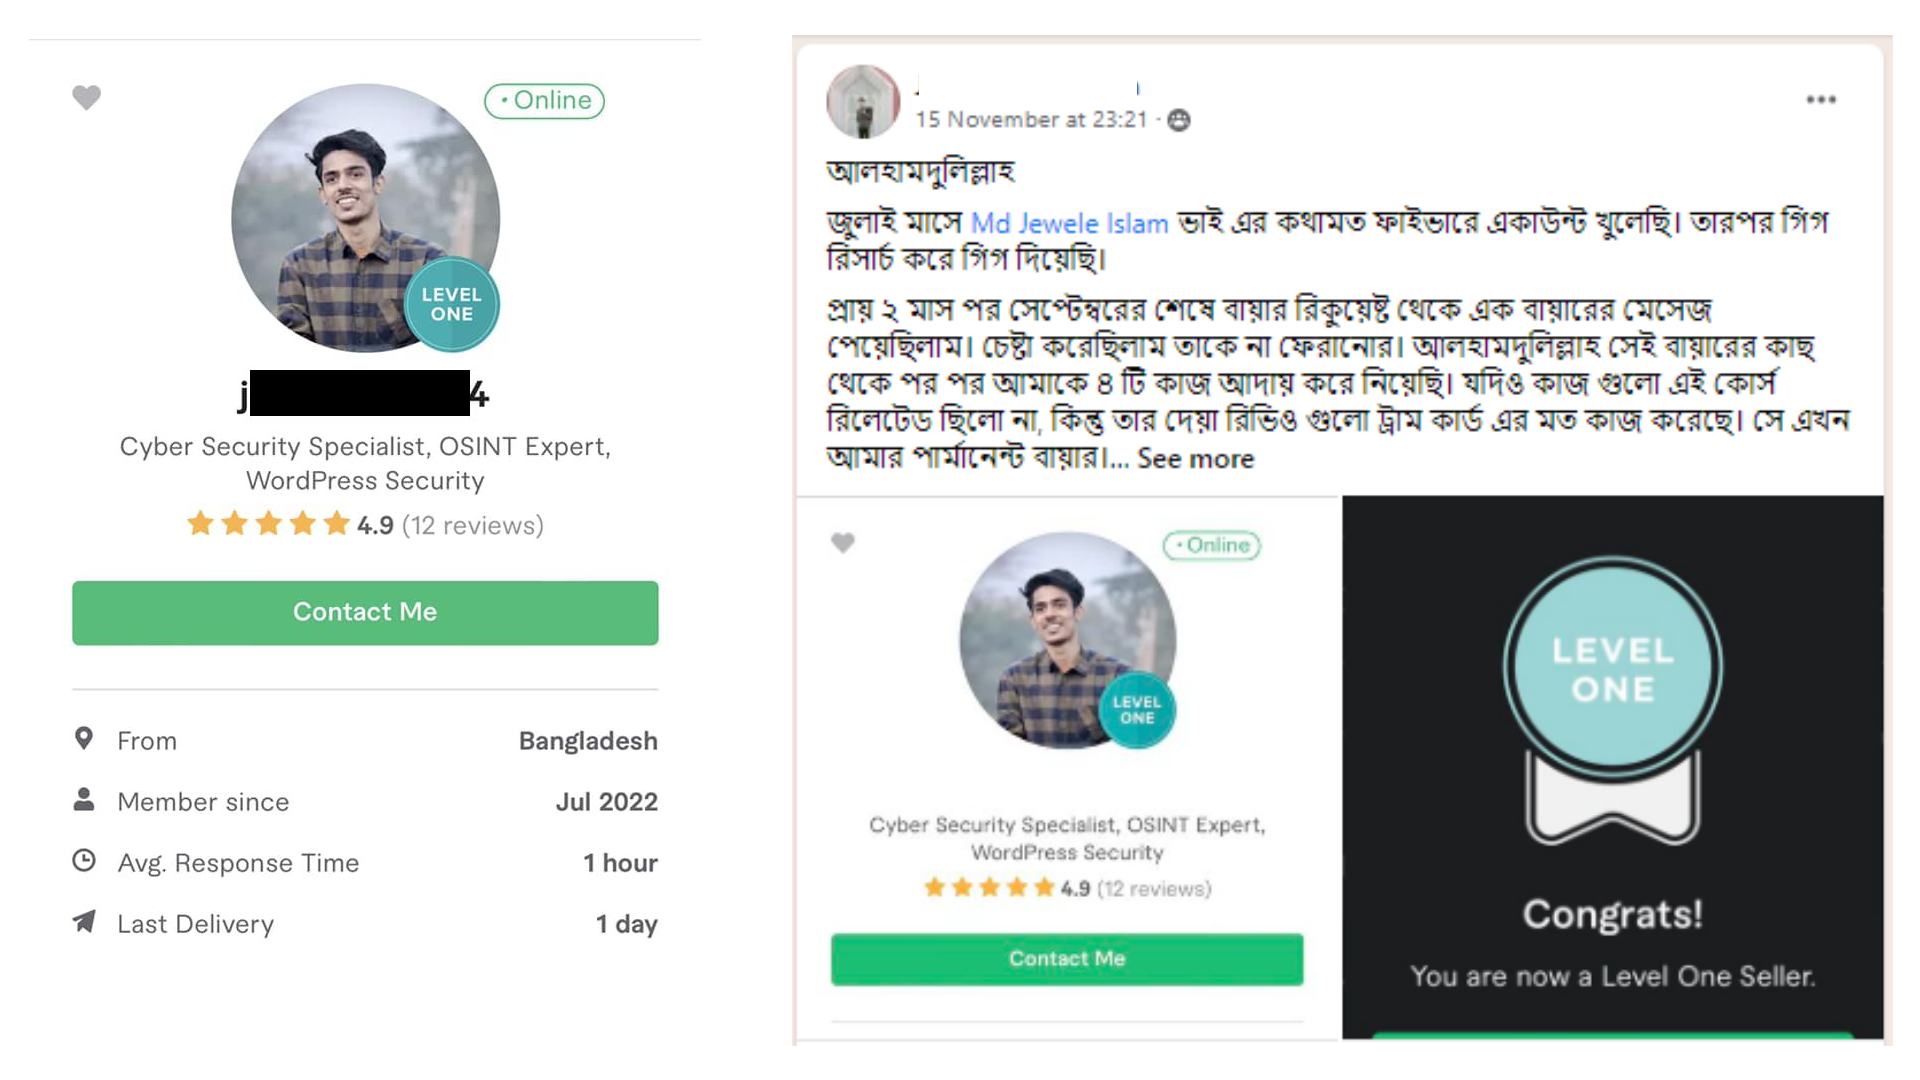 Online
LEVEL
ONE
j
4
Cyber Security Specialist, OSINT Expert,
WordPress Security
4.9 (12 reviews)
Contact Me
From Bangladesh
Member since Jul 2022
Avg. Response Time 1 hour
Last Delivery 1 day
15 November at 23:21 ·
আলহামদুলিল্লাহ
জুলাই মাসে Md Jewele Islam ভাই এর কথামত ফাইভারে একাউন্ট খুলেছি। তারপর গিগ
রিসার্চ করে গিগ দিয়েছি।
প্রায় ২ মাস পর সেপ্টেম্বরের শেষে বায়ার রিকুয়েষ্ট থেকে এক বায়ারের মেসেজ
পেয়েছিলাম। চেষ্টা করেছিলাম তাকে না ফেরানোর। আলহামদুলিল্লাহ সেই বায়ারের কাছ
থেকে পর পর আমাকে ৪ টি কাজ আদায় করে নিয়েছি। যদিও কাজ গুলো এই কোর্স
রিলেটেড ছিলো না, কিন্তু তার দেয়া রিভিও গুলো ট্রাম কার্ড এর মত কাজ করেছে। সে এখন
আমার পার্মানেন্ট বায়ার।... See more
Online
LEVEL
ONE
Cyber Security Specialist, OSINT Expert,
WordPress Security
4.9 (12 reviews)
Contact Me
LEVEL
ONE
Congrats!
You are now a Level One Seller.